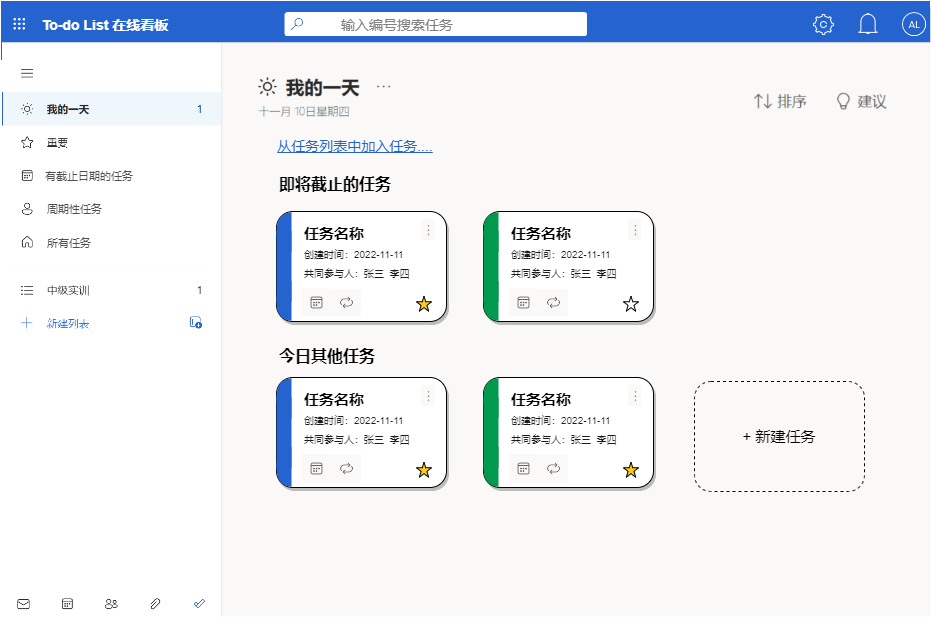 To-do List 在线看板
输入编号搜索任务
AL
我的一天 1
重要
有截止日期的任务
周期性任务
所有任务
中级实训 1
新建列表
我的一天 ...
十一月 10日星期四
排序
建议
从任务列表中加入任务....
即将截止的任务
任务名称
创建时间：2022-11-11
共同参与人：张三 李四
任务名称
创建时间：2022-11-11
共同参与人：张三 李四
今日其他任务
任务名称
创建时间：2022-11-11
共同参与人：张三 李四
任务名称
创建时间：2022-11-11
共同参与人：张三 李四
+ 新建任务